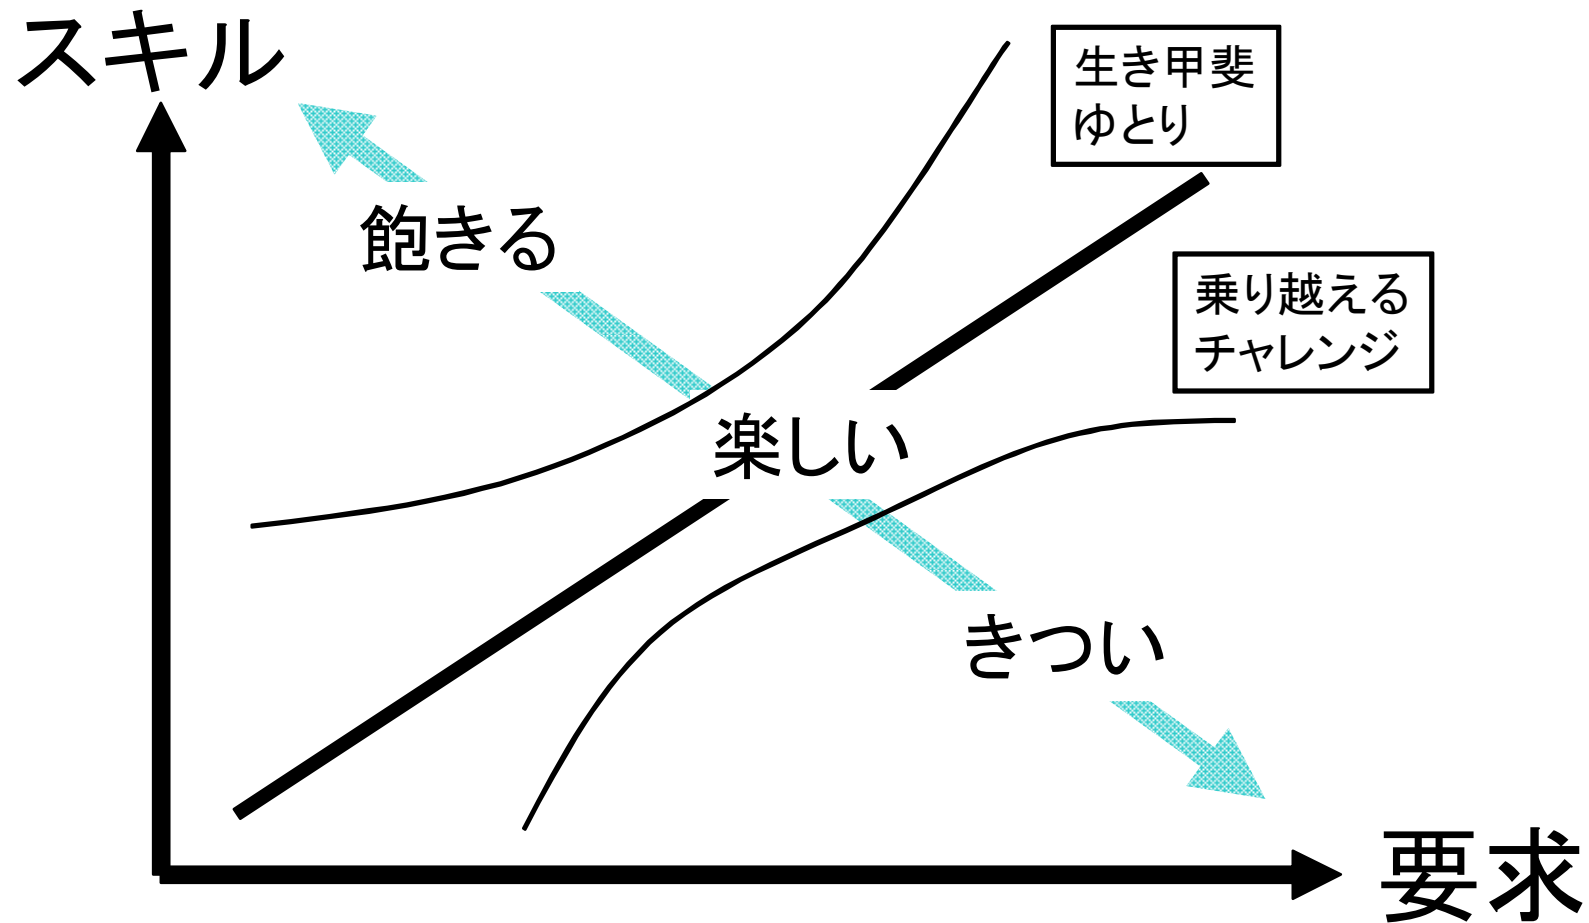 スキル
生き甲斐
ゆとり
飽きる
乗り越える
チャレンジ
楽しい
きつい
要求